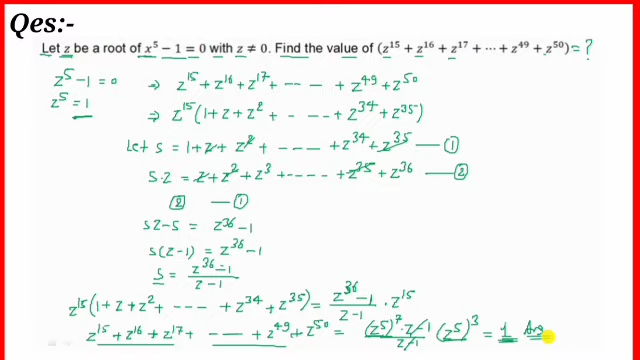 Qes:-
Let z be a root of x⁵ − 1 = 0 with z ≠ 0. Find the value of (z¹⁵ + z¹⁶ + z¹⁷ + ⋯ + z⁴⁹ + z⁵⁰) = ?
z⁵ - 1 = 0 ⇒ z¹⁵ + z¹⁶ + z¹⁷ + - - -- + z⁴⁹ + z⁵⁰
z⁵ = 1 ⇒ z¹⁵ (1 + z + z² + - --- + z³⁴ + z³⁵)
Let s = 1 + z + z² + - - -- + z³⁴ + z³⁵ —— ①
s·z = z + z² + z³ + - - - - + z³⁵ + z³⁶ —— ②
② — ①
sz - s = z³⁶ - 1
s(z - 1) = z³⁶ - 1
s = (z³⁶ - 1)/(z - 1)
z¹⁵ (1 + z + z² + - - -- + z³⁴ + z³⁵) = (z³⁶ - 1)/(z - 1) · z¹⁵
z¹⁵ + z¹⁶ + z¹⁷ + -- -- + z⁴⁹ + z⁵⁰ = ((z⁵)⁷ · z - 1)/(z - 1) (z⁵)³ = 1 Ans